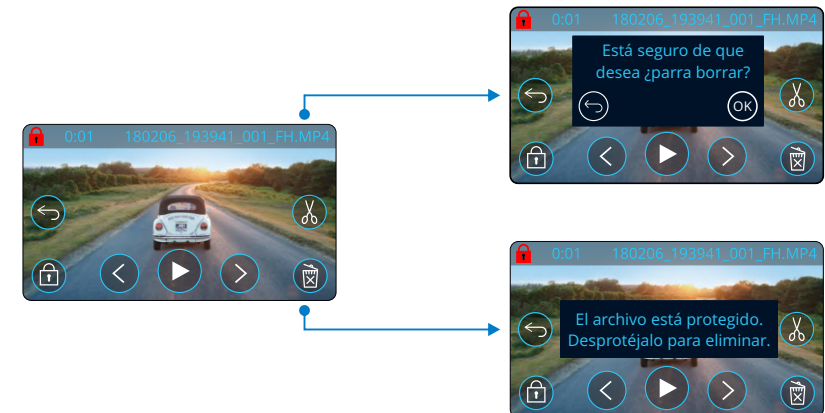 0:01 180206_193941_001_FH.MP4
Está seguro de que
desea ¿parra borrar?
OK
0:01 180206_193941_001_FH.MP4
0:01 180206_193941_001_FH.MP4
El archivo está protegido.
Desprotéjalo para eliminar.